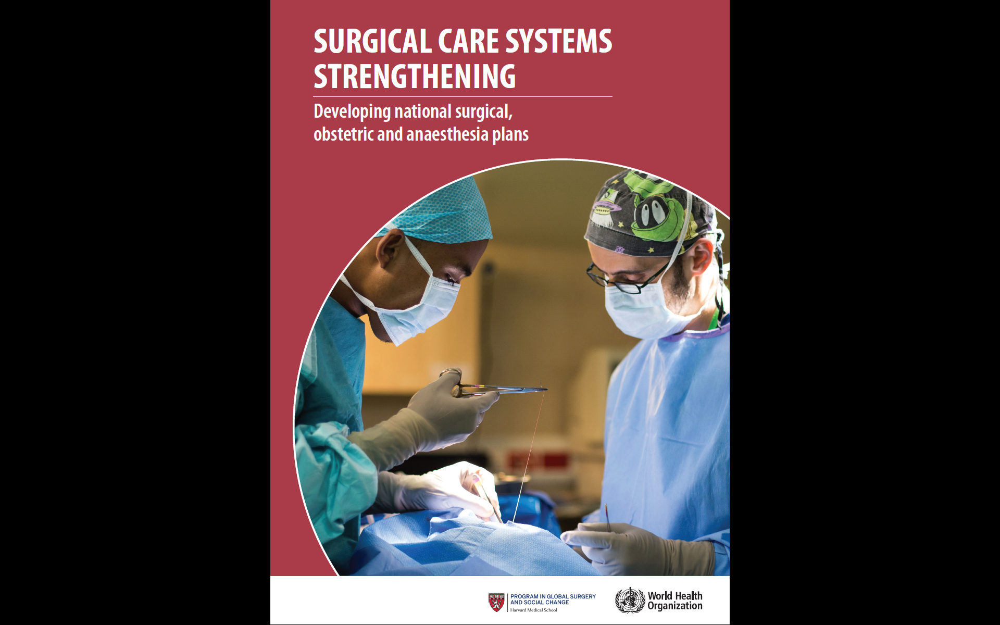 SURGICAL CARE SYSTEMS
STRENGTHENING
Developing national surgical,
obstetric and anaesthesia plans
PROGRAM IN GLOBAL SURGERY
AND SOCIAL CHANGE
Harvard Medical School
World Health
Organization